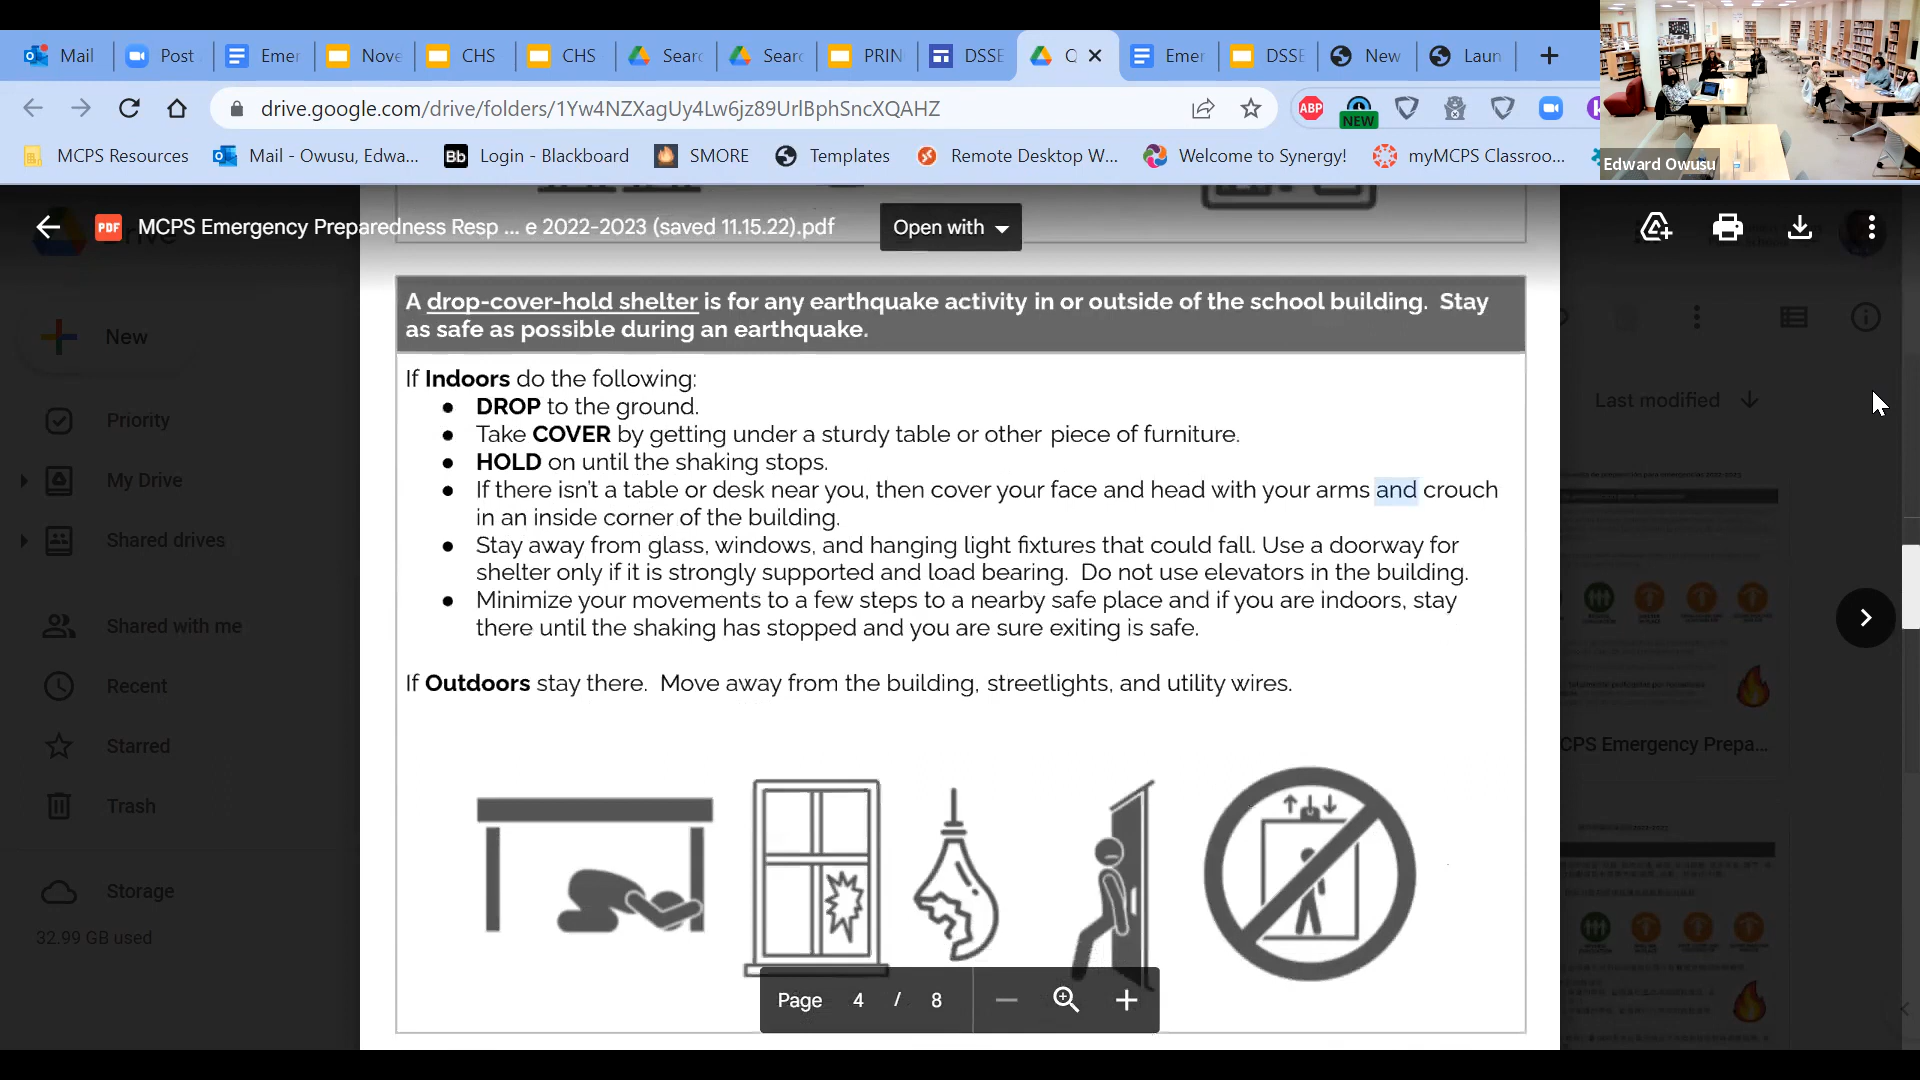 Mail
Post
Emer
Nove
CHS
CHS
Searc
Searc
PRIN
DSSE
Q
Emer
DSSE
New
Laun
drive.google.com/drive/folders/1Yw4NZXagUy4Lw6jz89UrlBphSncXQAHZ
ABP
NEW
MCPS Resources
Mail - Owusu, Edwa...
Bb
Login - Blackboard
SMORE
Templates
Remote Desktop W...
Welcome to Synergy!
myMCPS Classroo...
Edward Owusu
PDF
MCPS Emergency Preparedness Resp ... e 2022-2023 (saved 11.15.22).pdf
Open with
New
Priority
My Drive
Shared drives
Shared with me
Recent
Starred
Trash
Storage
32.99 GB used
A drop-cover-hold shelter is for any earthquake activity in or outside of the school building. Stay
as safe as possible during an earthquake.
If Indoors do the following:
● DROP to the ground.
● Take COVER by getting under a sturdy table or other piece of furniture.
● HOLD on until the shaking stops.
● If there isn't a table or desk near you, then cover your face and head with your arms and crouch
in an inside corner of the building.
● Stay away from glass, windows, and hanging light fixtures that could fall. Use a doorway for
shelter only if it is strongly supported and load bearing. Do not use elevators in the building.
● Minimize your movements to a few steps to a nearby safe place and if you are indoors, stay
there until the shaking has stopped and you are sure exiting is safe.
If Outdoors stay there. Move away from the building, streetlights, and utility wires.
Page 4 / 8
Last modified
CPS Emergency Prepa...